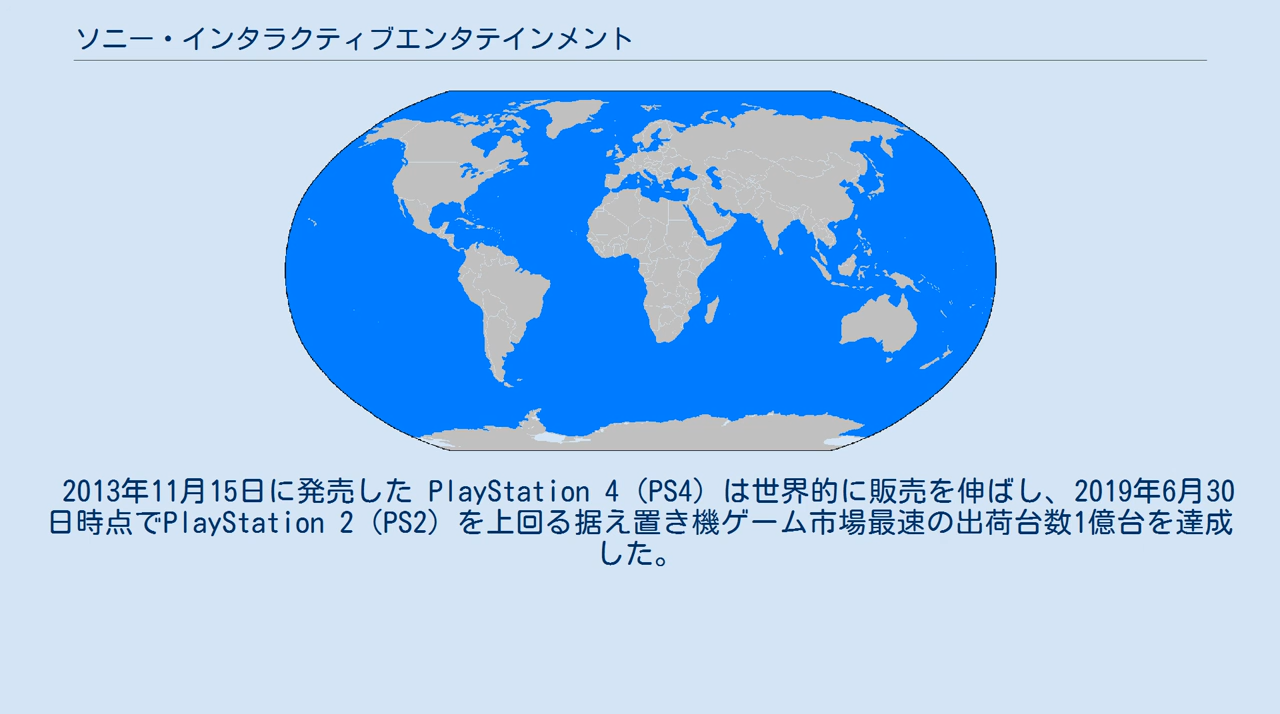 ソニー・インタラクティブエンタテインメント
2013年11月15日に発売した PlayStation 4（PS4）は世界的に販売を伸ばし、2019年6月30
日時点でPlayStation 2（PS2）を上回る据え置き機ゲーム市場最速の出荷台数1億台を達成
した。